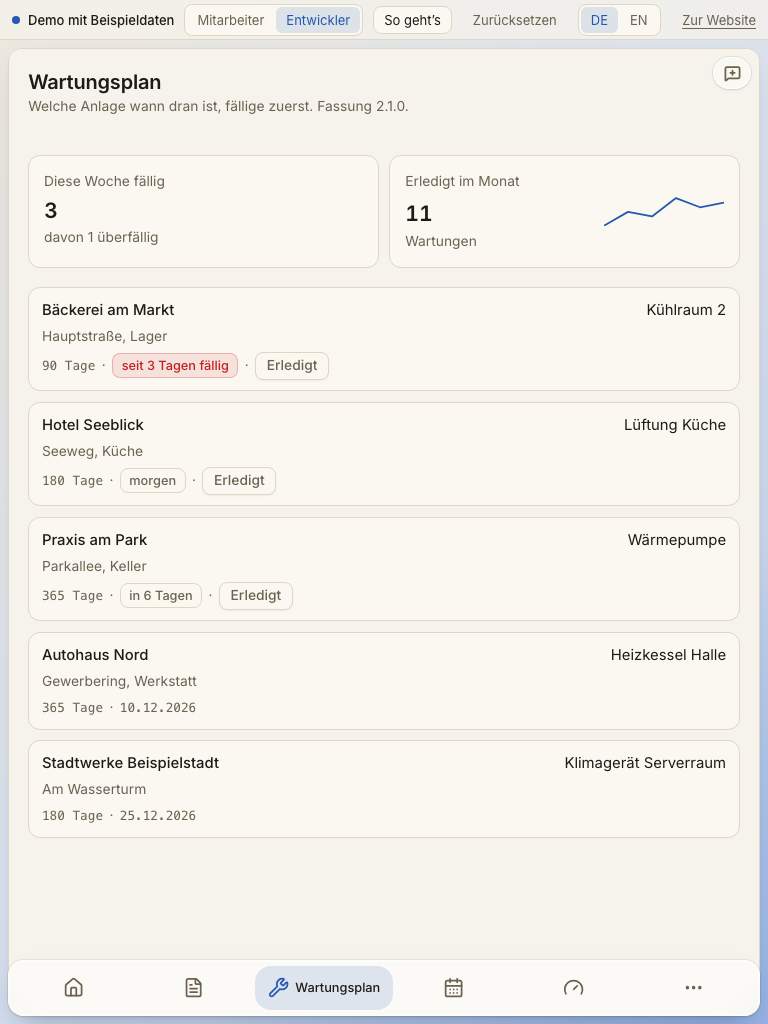 Demo mit Beispieldaten
Mitarbeiter Entwickler So geht's Zurücksetzen DE EN Zur Website
Wartungsplan
Welche Anlage wann dran ist, fällige zuerst. Fassung 2.1.0.
Diese Woche fällig
3
davon 1 überfällig
Erledigt im Monat
11
Wartungen
Bäckerei am Markt Kühlraum 2
Hauptstraße, Lager
90 Tage · seit 3 Tagen fällig · Erledigt
Hotel Seeblick Lüftung Küche
Seeweg, Küche
180 Tage · morgen · Erledigt
Praxis am Park Wärmepumpe
Parkallee, Keller
365 Tage · in 6 Tagen · Erledigt
Autohaus Nord Heizkessel Halle
Gewerbering, Werkstatt
365 Tage · 10.12.2026
Stadtwerke Beispielstadt Klimagerät Serverraum
Am Wasserturm
180 Tage · 25.12.2026
Wartungsplan